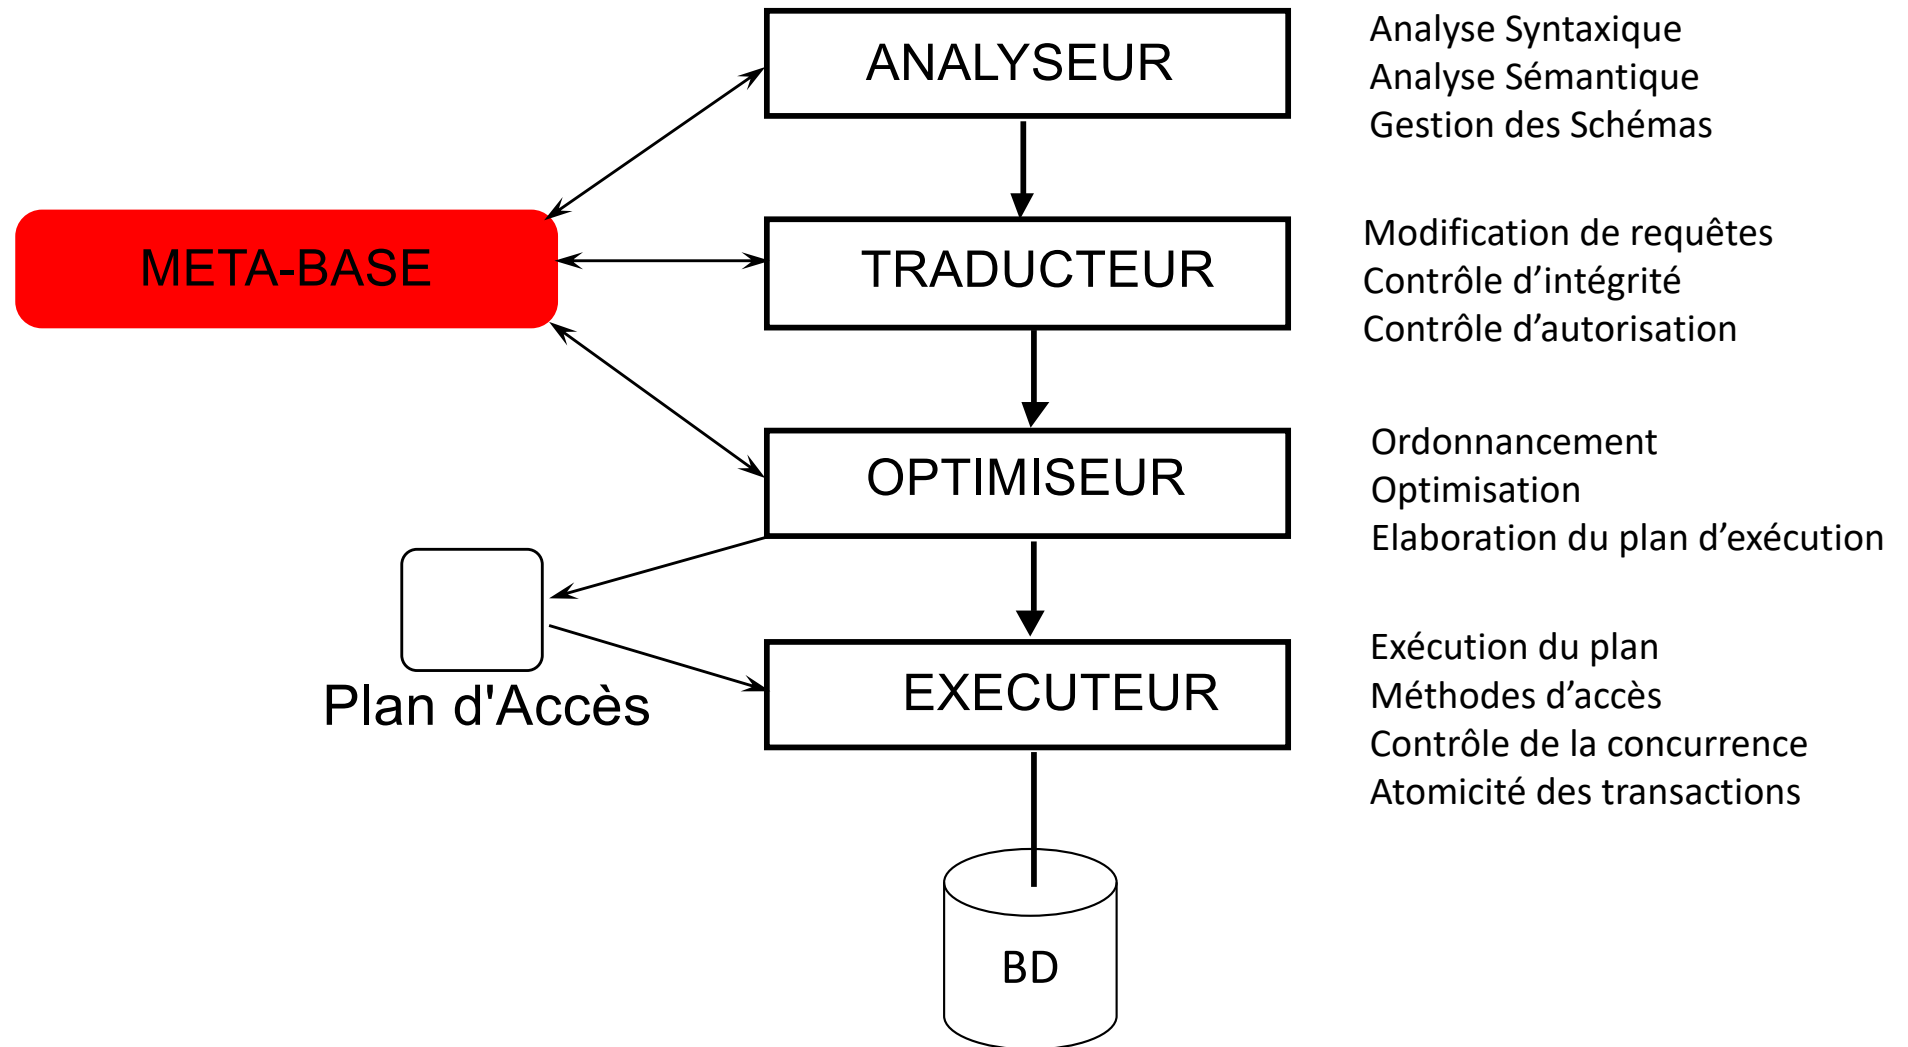 ANALYSEUR
Analyse Syntaxique
Analyse Sémantique
Gestion des Schémas
META-BASE
TRADUCTEUR
Modification de requêtes
Contrôle d’intégrité
Contrôle d’autorisation
OPTIMISEUR
Ordonnancement
Optimisation
Elaboration du plan d’exécution
Plan d'Accès
EXECUTEUR
Exécution du plan
Méthodes d’accès
Contrôle de la concurrence
Atomicité des transactions
BD